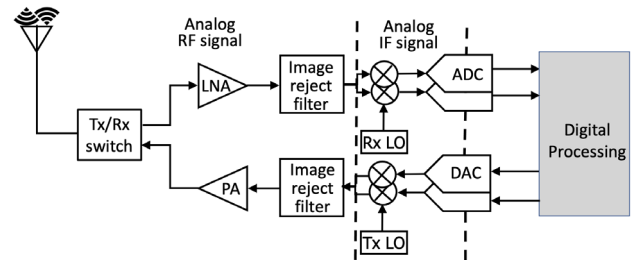 Analog
RF signal
Analog
IF signal
LNA
Image
reject
filter
ADC
Rx LO
Tx/Rx
switch
Digital
Processing
PA
Image
reject
filter
DAC
Tx LO